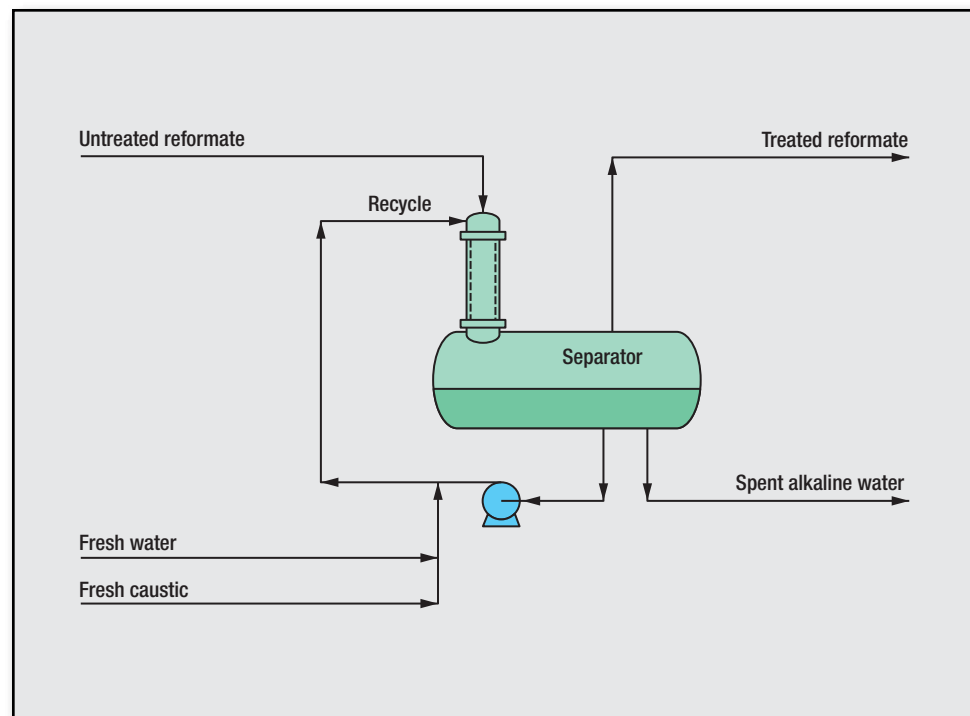 Untreated reformate
Treated reformate
Recycle
Separator
Spent alkaline water
Fresh water
Fresh caustic